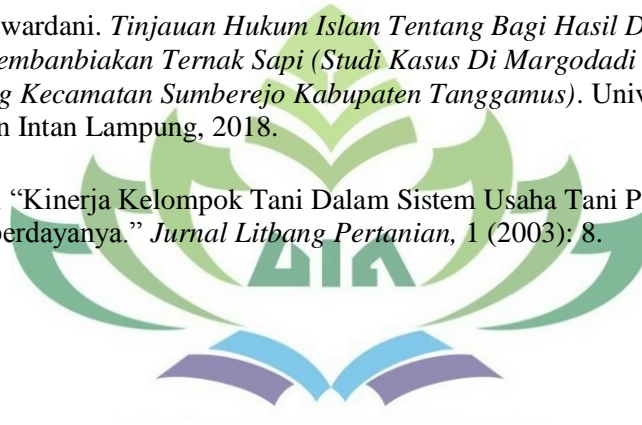 wardani. Tinjauan Hukum Islam Tentang Bagi Hasil D
embanbiakan Ternak Sapi (Studi Kasus Di Margodadi
g Kecamatan Sumberejo Kabupaten Tanggamus). Univ
n Intan Lampung, 2018.
“Kinerja Kelompok Tani Dalam Sistem Usaha Tani P
berdayanya.” Jurnal Litbang Pertanian, 1 (2003): 8.